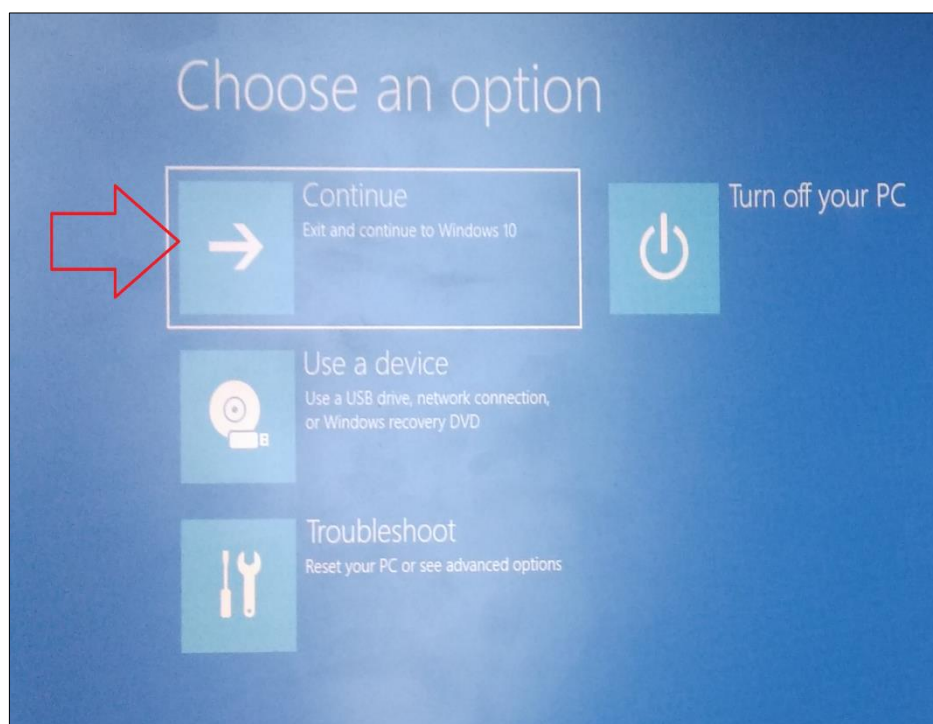 Choose an option
Continue
Exit and continue to Windows 10
Turn off your PC
Use a device
Use a USB drive, network connection,
or Windows recovery DVD
Troubleshoot
Reset your PC or see advanced options